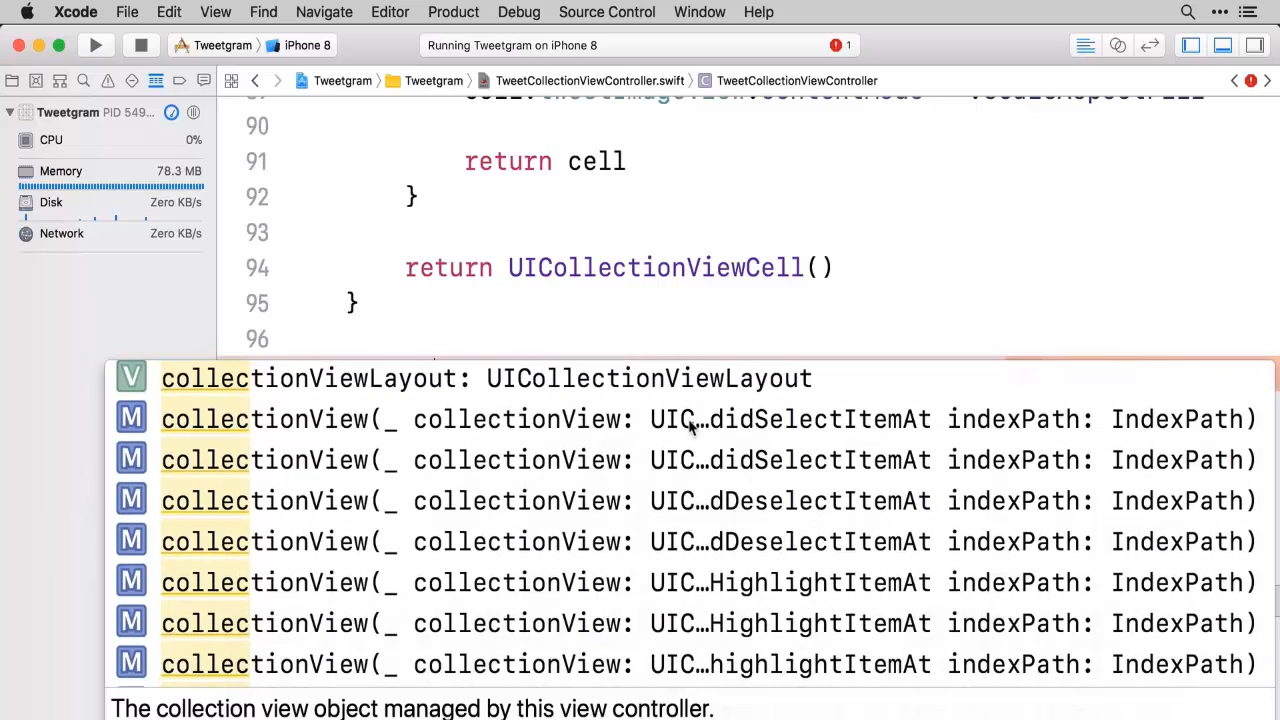 Xcode File Edit View Find Navigate Editor Product Debug Source Control Window Help
Tweetgram iPhone 8 Running Tweetgram on iPhone 8 1
Tweetgram Tweetgram TweetCollectionViewController.swift C TweetCollectionViewController
Tweetgram PID 549...
CPU 0%
Memory 78.3 MB
Disk Zero KB/s
Network Zero KB/s
90
91 return cell
92 }
93
94 return UICollectionViewCell()
95 }
96
V collectionViewLayout: UICollectionViewLayout
M collectionView(_ collectionView: UIC…didSelectItemAt indexPath: IndexPath)
M collectionView(_ collectionView: UIC…didSelectItemAt indexPath: IndexPath)
M collectionView(_ collectionView: UIC…dDeselectItemAt indexPath: IndexPath)
M collectionView(_ collectionView: UIC…dDeselectItemAt indexPath: IndexPath)
M collectionView(_ collectionView: UIC…HighlightItemAt indexPath: IndexPath)
M collectionView(_ collectionView: UIC…HighlightItemAt indexPath: IndexPath)
M collectionView(_ collectionView: UIC…highlightItemAt indexPath: IndexPath)
The collection view object managed by this view controller.